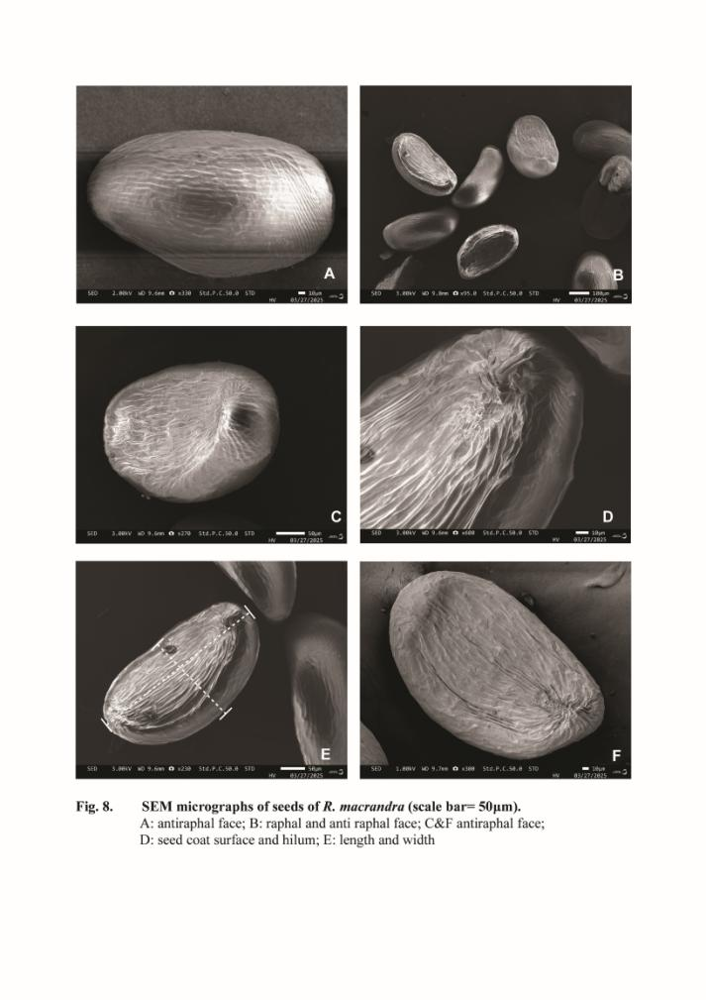 A
SED 2.00kV WD 9.6mm x330 Std.P.C.50.0 STD 10μm
HV 03/27/2025
B
SED 3.00kV WD 9.8mm x95.0 Std.P.C.50.0 STD 100μm
HV 03/27/2025
C
SED 3.00kV WD 9.6mm x270 Std.P.C.50.0 STD 50μm
HV 03/27/2025
D
SED 3.00kV WD 9.6mm x600 Std.P.C.50.0 STD 10μm
HV 03/27/2025
E
SED 3.00kV WD 9.6mm x230 Std.P.C.50.0 STD 50μm
HV 03/27/2025
F
SED 1.00kV WD 9.7mm x300 Std.P.C.50.0 STD 10μm
HV 03/27/2025
Fig. 8. SEM micrographs of seeds of R. macrandra (scale bar= 50μm).
A: antiraphal face; B: raphal and anti raphal face; C&F antiraphal face;
D: seed coat surface and hilum; E: length and width